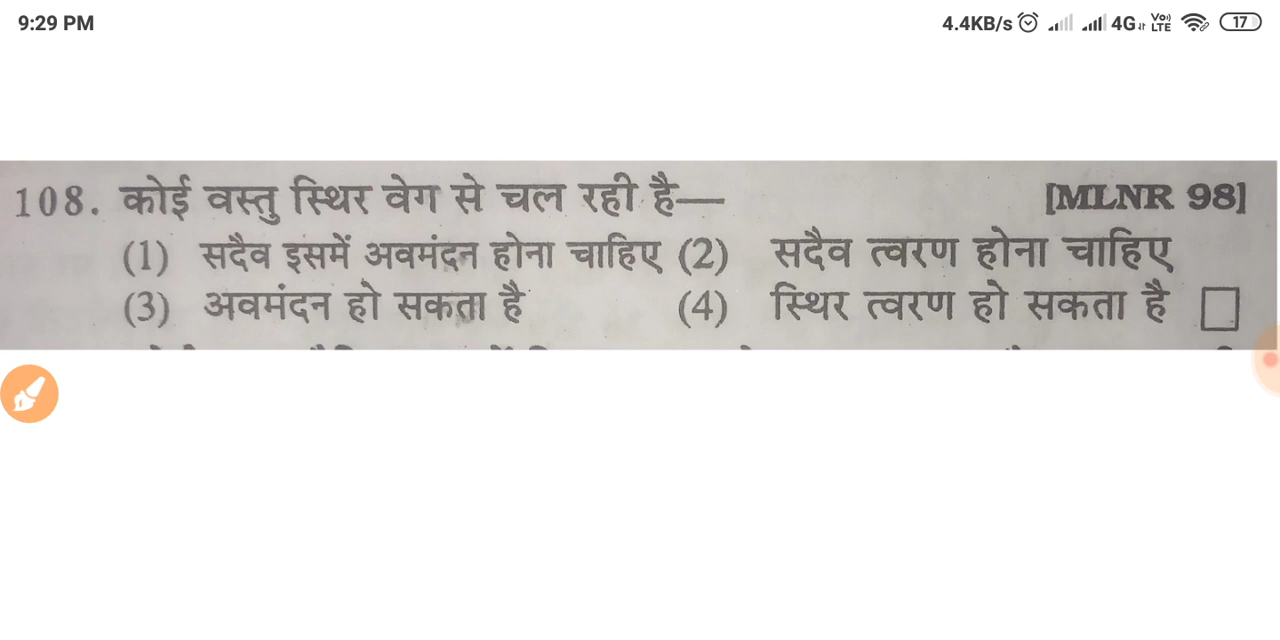 9:29 PM 4.4KB/s 4G Vo) LTE 17
108. कोई वस्तु स्थिर वेग से चल रही है— [MLNR 98]
(1) सदैव इसमें अवमंदन होना चाहिए (2) सदैव त्वरण होना चाहिए
(3) अवमंदन हो सकता है (4) स्थिर त्वरण हो सकता है